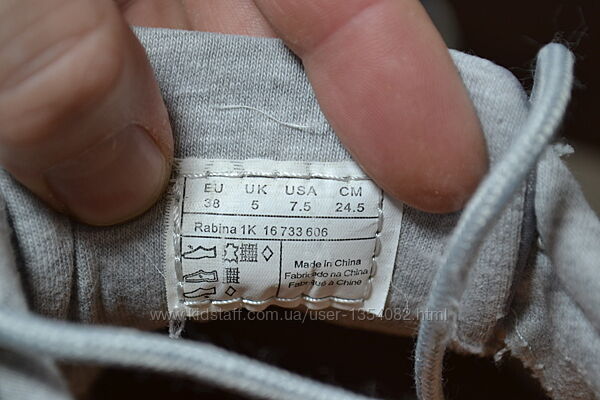 EU UK USA CM
38 5 7.5 24.5
Rabina 1K 16 733 606
Made in China
Fabricado na China
Fabriqué à Chine
www.kidstaff.com.ua/user-1354082.html